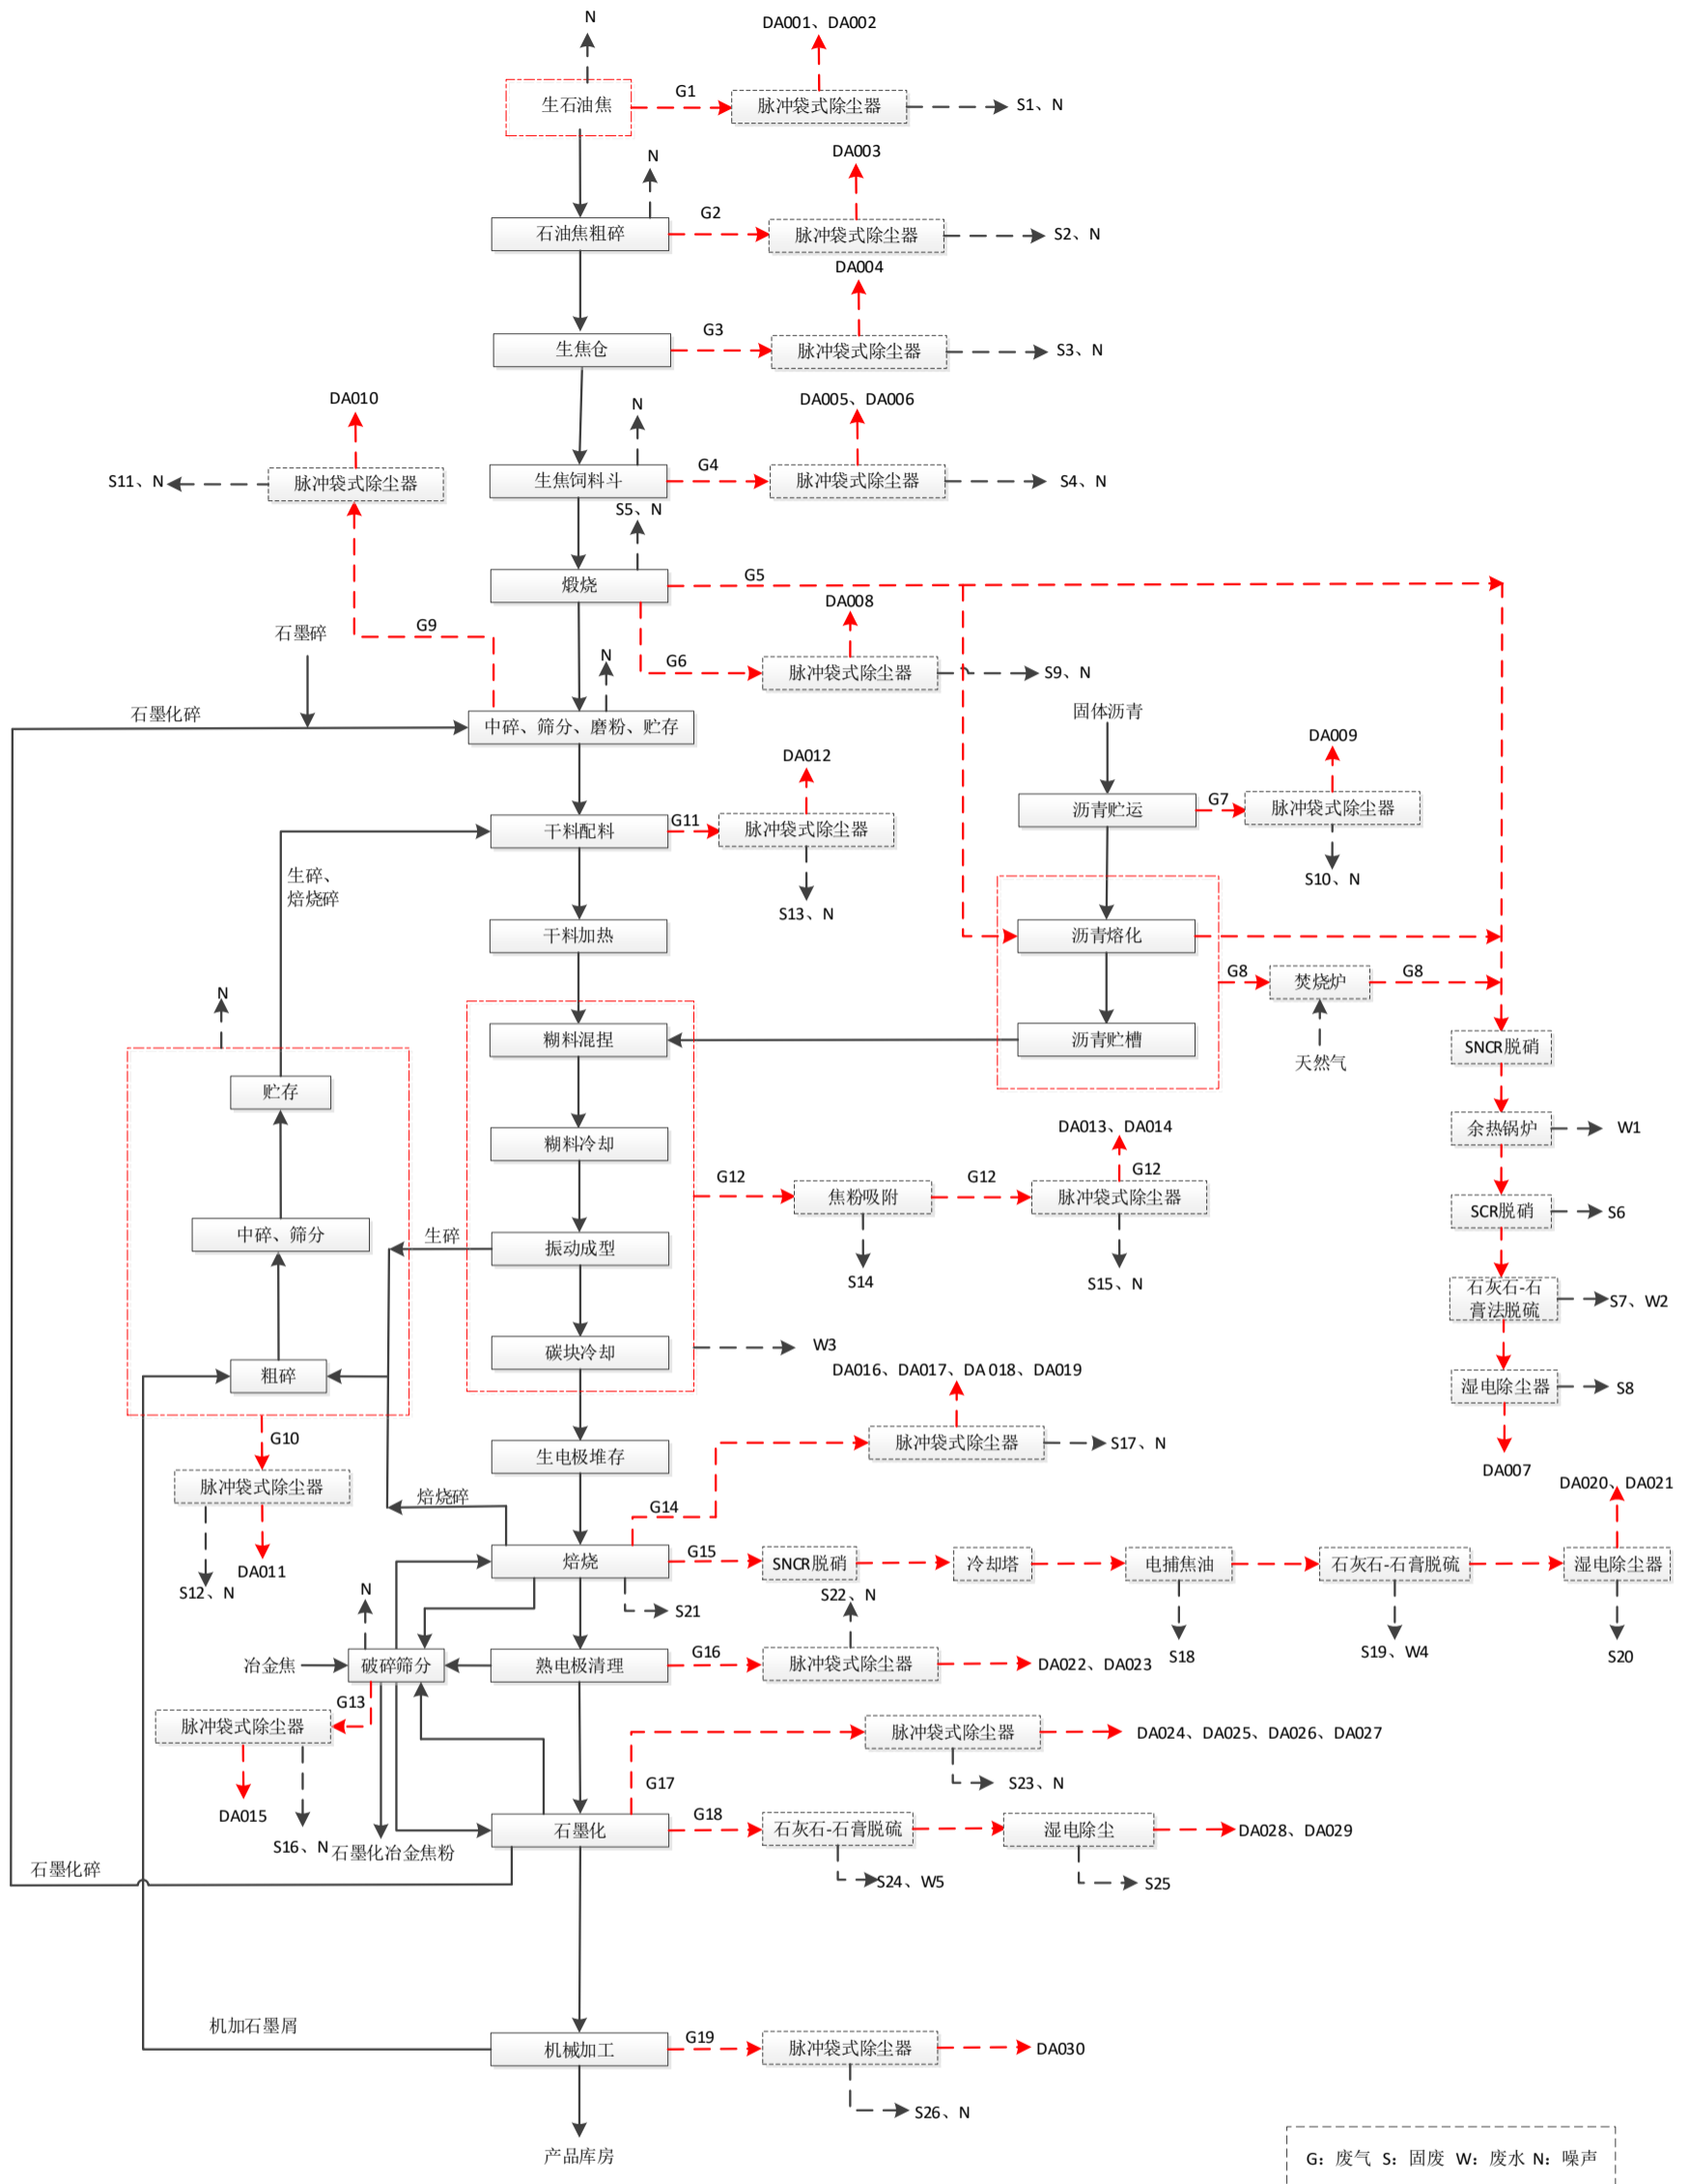 N
DA001、DA002
生石油焦
G1
脉冲袋式除尘器
S1、N
N
DA003
石油焦粗碎
G2
脉冲袋式除尘器
S2、N
DA004
生焦仓
G3
脉冲袋式除尘器
S3、N
DA010
N
DA005、DA006
S11、N
脉冲袋式除尘器
生焦饲料斗
G4
脉冲袋式除尘器
S4、N
S5、N
煅烧
G5
DA008
石墨碎
G9
N
G6
脉冲袋式除尘器
S9、N
石墨化碎
中碎、筛分、磨粉、贮存
固体沥青
DA009
DA012
沥青贮运
G7
脉冲袋式除尘器
干料配料
G11
脉冲袋式除尘器
生碎、
焙烧碎
S10、N
S13、N
干料加热
沥青熔化
N
G8
焚烧炉
G8
糊料混捏
沥青贮槽
天然气
SNCR脱硝
贮存
余热锅炉
W1
糊料冷却
DA013、DA014
G12
焦粉吸附
G12
G12
脉冲袋式除尘器
SCR脱硝
S6
中碎、筛分
生碎
振动成型
S14
S15、N
石灰石-石
膏法脱硫
S7、W2
碳块冷却
W3
粗碎
DA016、DA017、DA 018、DA019
湿电除尘器
S8
G10
生电极堆存
脉冲袋式除尘器
S17、N
DA007
脉冲袋式除尘器
焙烧碎
G14
DA020、DA021
DA011
S12、N
焙烧
G15
SNCR脱硝
冷却塔
电捕焦油
石灰石-石膏脱硫
湿电除尘器
N
S21
S22、N
S18
S19、W4
S20
冶金焦
破碎筛分
熟电极清理
G16
脉冲袋式除尘器
DA022、DA023
G13
脉冲袋式除尘器
脉冲袋式除尘器
DA024、DA025、DA026、DA027
G17
S23、N
DA015
S16、N
石墨化冶金焦粉
石墨化
G18
石灰石-石膏脱硫
湿电除尘
DA028、DA029
石墨化碎
S24、W5
S25
机加石墨屑
机械加工
G19
脉冲袋式除尘器
DA030
S26、N
产品库房
G：废气 S：固废 W：废水 N：噪声